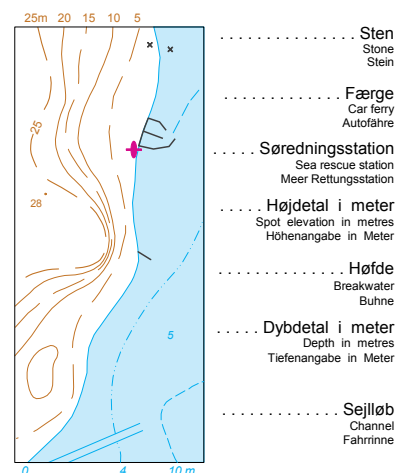 25m 20 15 10 5
25
28
5
0 4 10 m
. . . . . . . . . . . . . . Sten
Stone
Stein
. . . . . . . . . . . . Færge
Car ferry
Autofähre
. . . . . Søredningsstation
Sea rescue station
Meer Rettungsstation
. . . . . Højdetal i meter
Spot elevation in metres
Höhenangabe in Meter
. . . . . . . . . . . . Høfde
Breakwater
Buhne
. . . . . Dybdetal i meter
Depth in metres
Tiefenangabe in Meter
. . . . . . . . . . . . Sejlløb
Channel
Fahrrinne